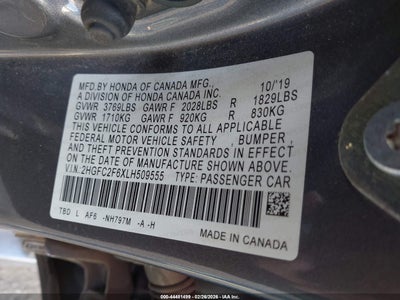 MFD.BY HONDA OF CANADA MFG., 10/'19
A DIVISION OF HONDA CANADA INC.
GVWR 3769LBS GAWR F 2028LBS R 1829LBS
GVWR 1710KG GAWR F 920KG R 830KG
THIS VEHICLE CONFORMS TO ALL APPLICABLE
FEDERAL MOTOR VEHICLE SAFETY , BUMPER ,
AND THEFT PREVENTION STANDARDS IN EFFECT
ON THE DATE OF MANUFACTURE SHOWN ABOVE.
V.I.N:2HGFC2F6XLH509555 TYPE: PASSENGER CAR
TBD L AF6 -NH797M -A -H
MADE IN CANADA
000-44481499 | 02/26/2026 | © IAA, LLC